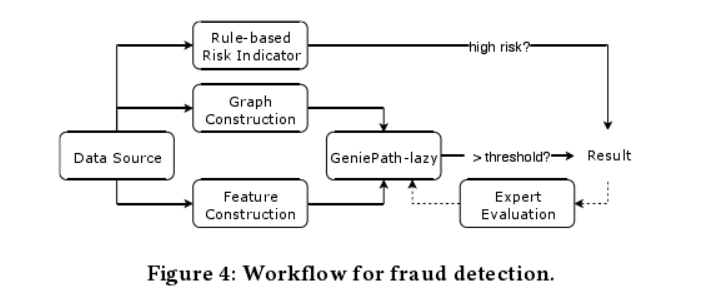 Rule-based
Risk Indicator
high risk?
Graph
Construction
Data Source
GeniePath-lazy
> threshold?
Result
Feature
Construction
Expert
Evaluation
Figure 4: Workflow for fraud detection.